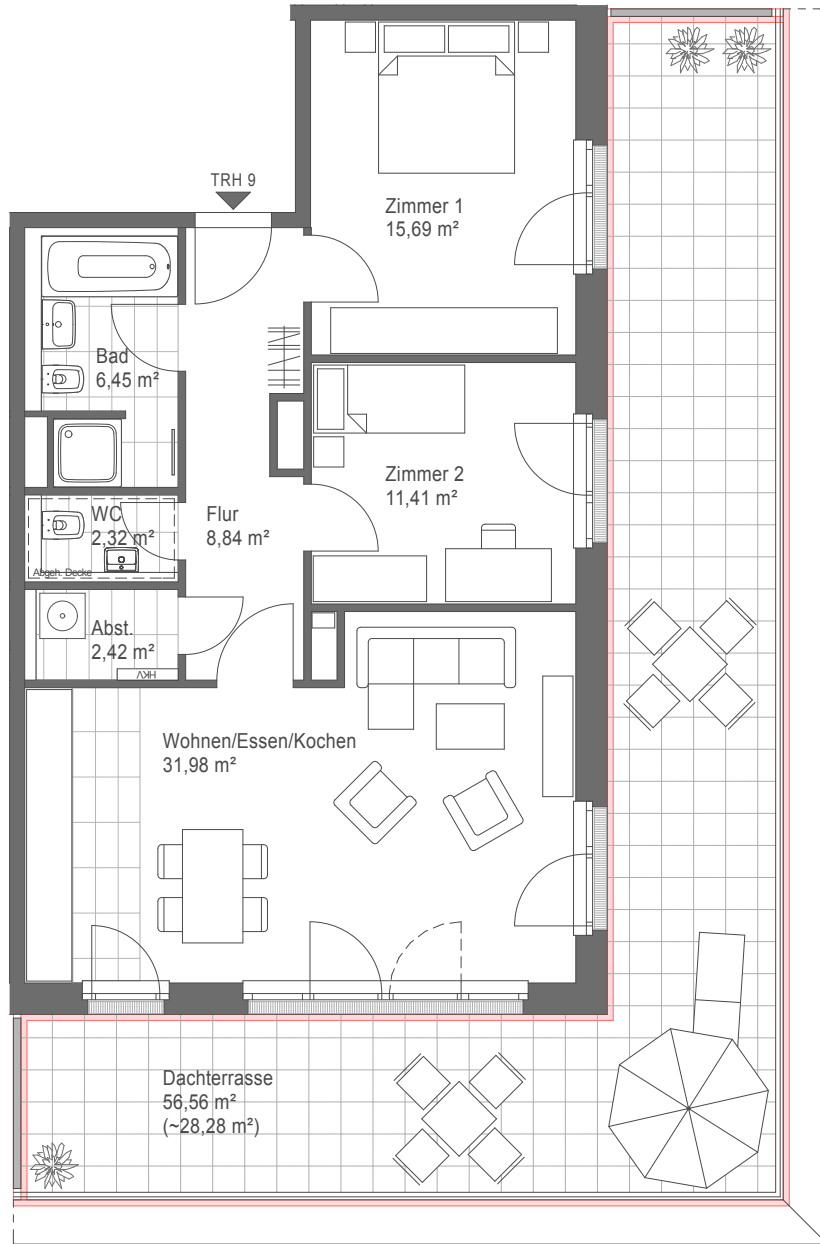 TRH 9
Zimmer 1
15,69 m²
Bad
6,45 m²
Zimmer 2
11,41 m²
WC
2,32 m²
Abgeh. Decke
Flur
8,84 m²
Abst.
2,42 m²
HKV
Wohnen/Essen/Kochen
31,98 m²
Dachterrasse
56,56 m²
(~28,28 m²)